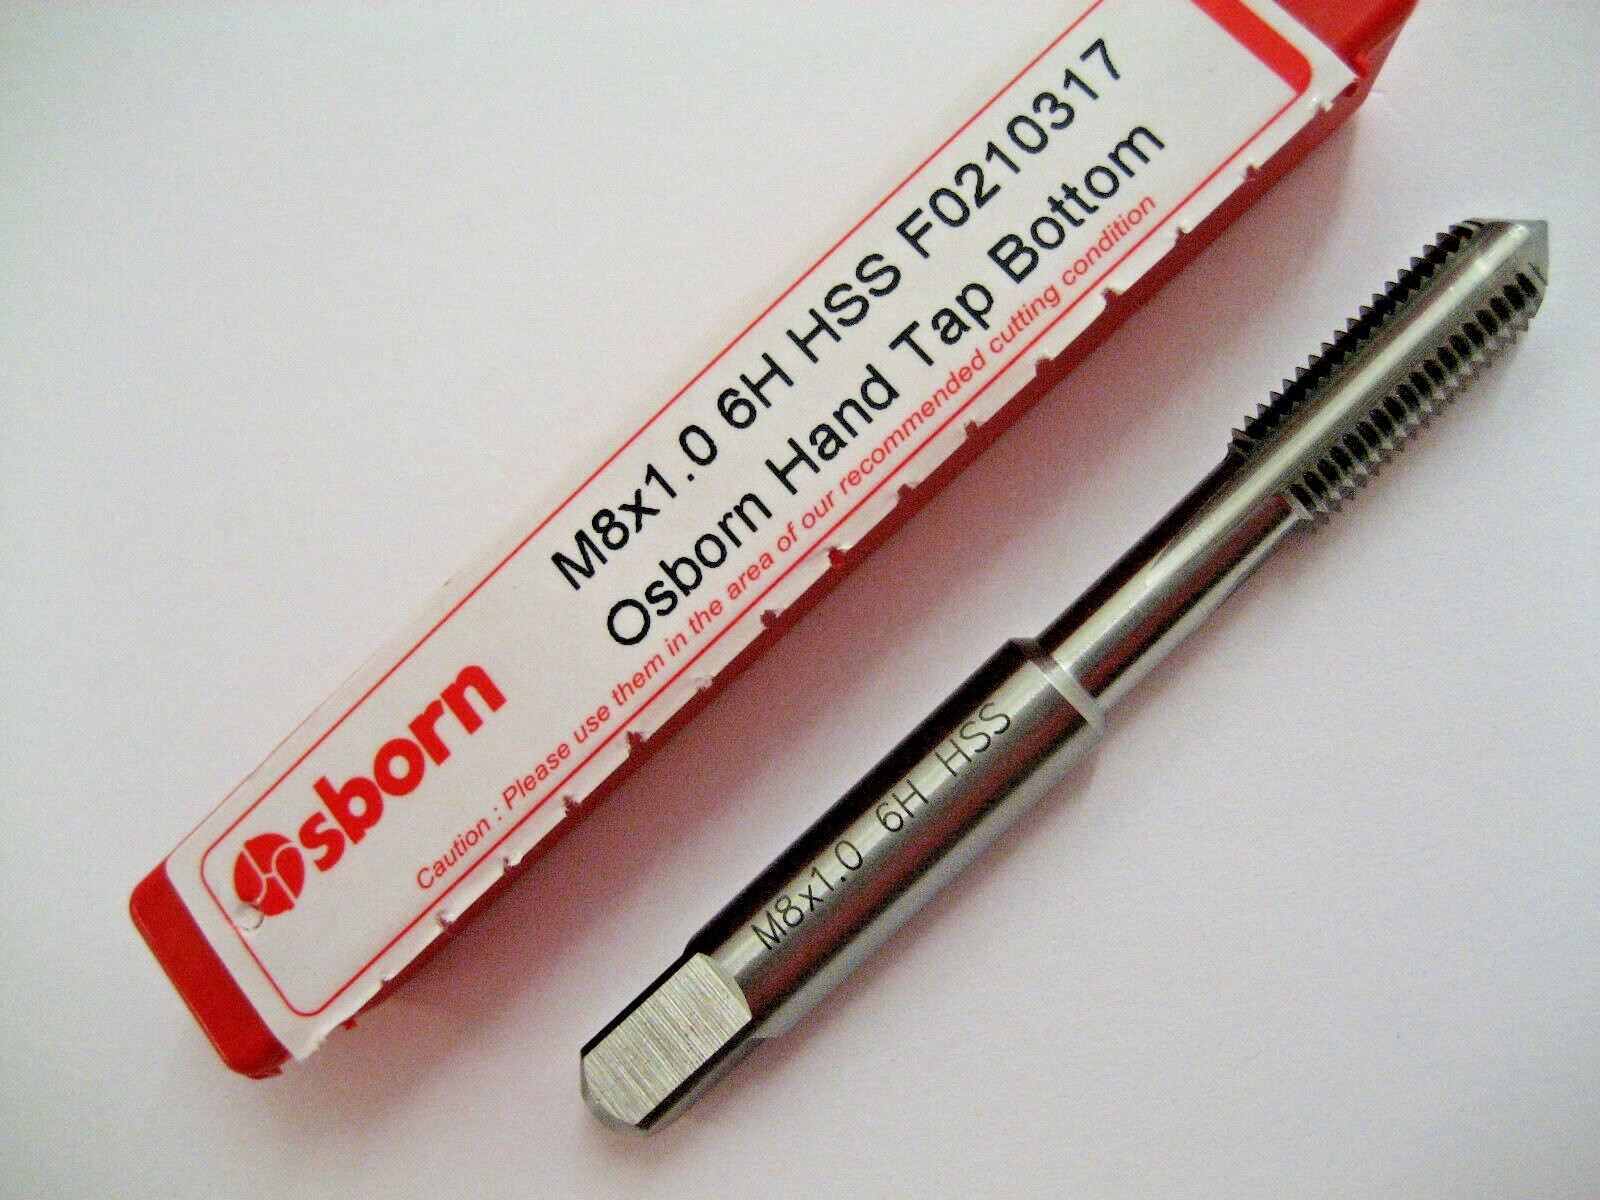 M8x1.0 6H HSS F0210317
Osborn Hand Tap Bottom
Osborn
Caution : Please use them in the area of our recommended cutting condition
M8x1.0 6H HSS